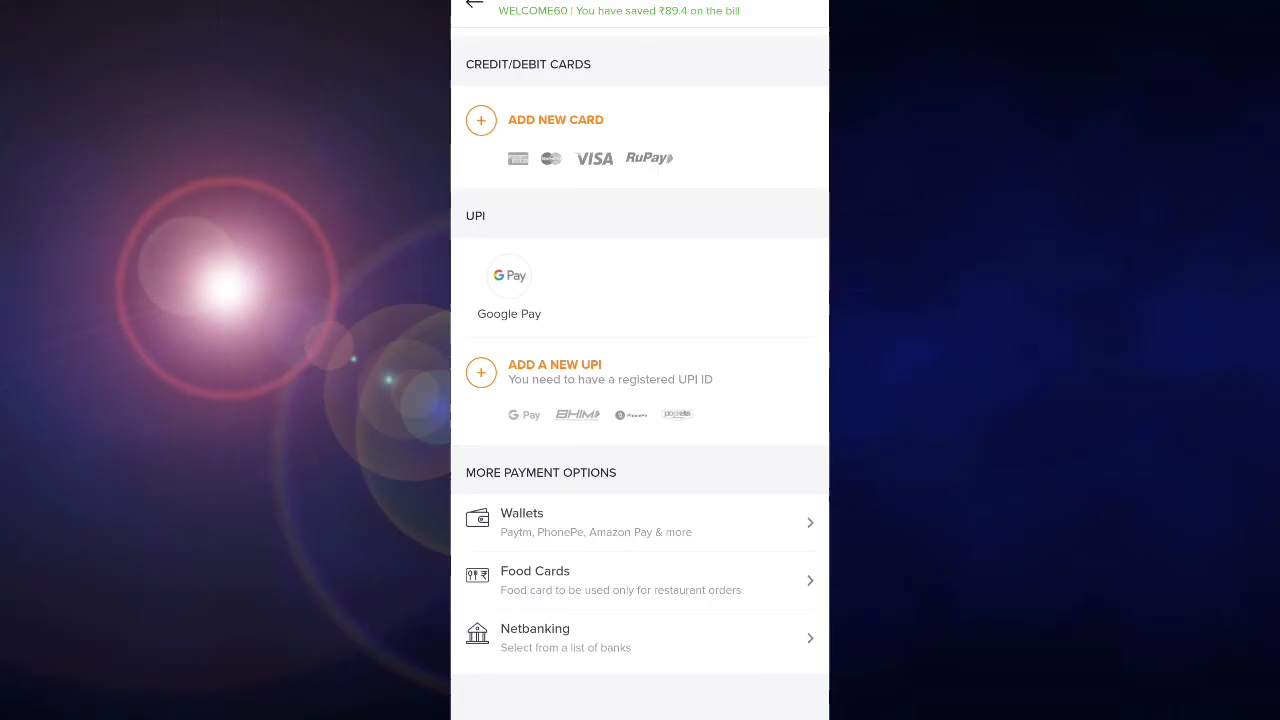 WELCOME60 | You have saved ₹89.4 on the bill
CREDIT/DEBIT CARDS
ADD NEW CARD
VISA RuPay
UPI
G Pay
Google Pay
ADD A NEW UPI
You need to have a registered UPI ID
G Pay BHIM PhonePe pockets
MORE PAYMENT OPTIONS
Wallets
Paytm, PhonePe, Amazon Pay & more
Food Cards
Food card to be used only for restaurant orders
Netbanking
Select from a list of banks